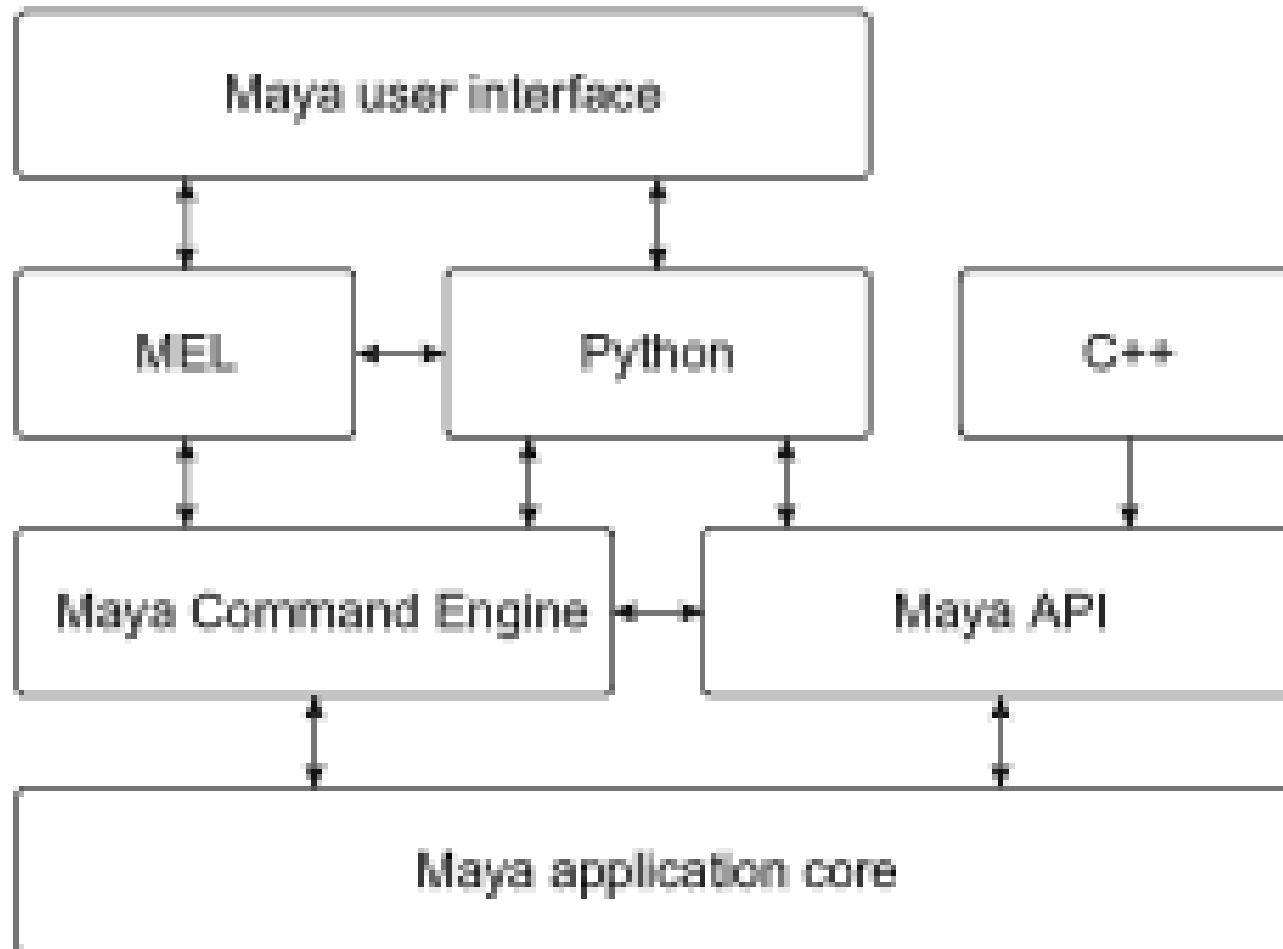 Maya user interface
MEL
Python
C++
Maya Command Engine
Maya API
Maya application core